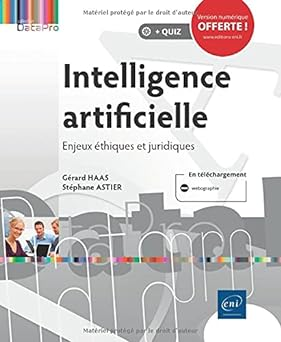 Matériel protégé par le droit d'auteur
DataPro
+ QUIZ
Version numérique
OFFERTE !
www.editions-eni.fr
Intelligence
artificielle
Enjeux éthiques et juridiques
Gérard HAAS
Stéphane ASTIER
En téléchargement
webographie
eni
Matériel protégé par le droit d'auteur